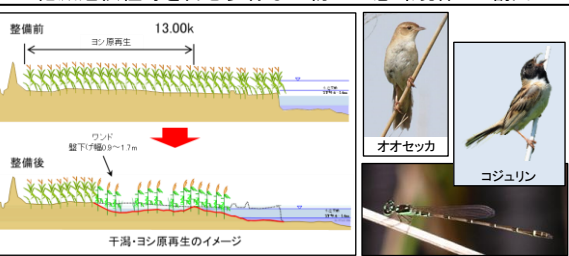 整備前
13.00k
ヨシ原再生
ワンド
盤下げ幅0.9～1.7m
整備後
干潟・ヨシ原再生のイメージ
オオセッカ
コジュリン